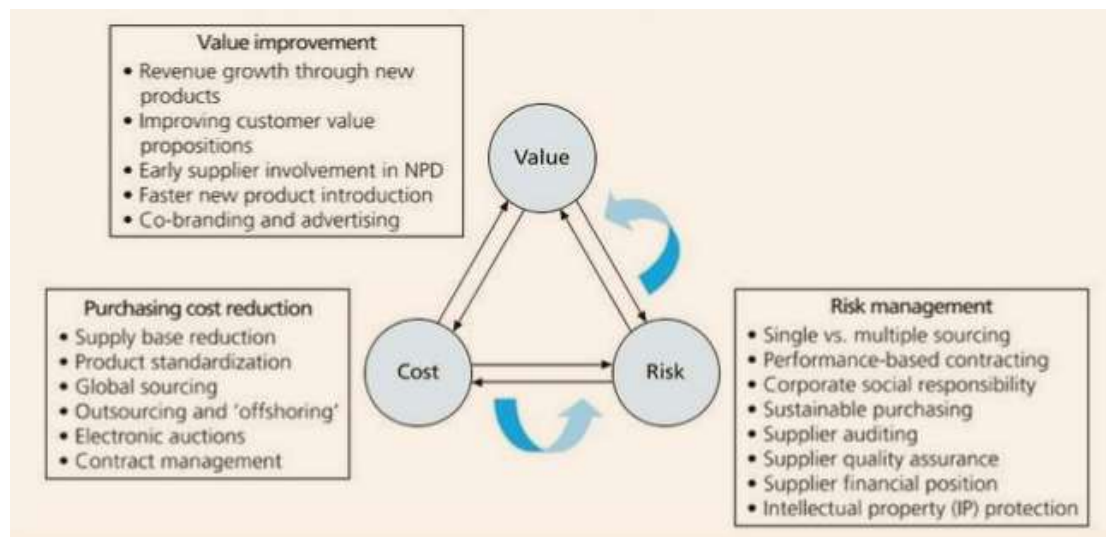 Value improvement
• Revenue growth through new
products
• Improving customer value
propositions
• Early supplier involvement in NPD
• Faster new product introduction
• Co-branding and advertising
Value
Purchasing cost reduction
• Supply base reduction
• Product standardization
• Global sourcing
• Outsourcing and ‘offshoring’
• Electronic auctions
• Contract management
Cost
Risk
Risk management
• Single vs. multiple sourcing
• Performance-based contracting
• Corporate social responsibility
• Sustainable purchasing
• Supplier auditing
• Supplier quality assurance
• Supplier financial position
• Intellectual property (IP) protection